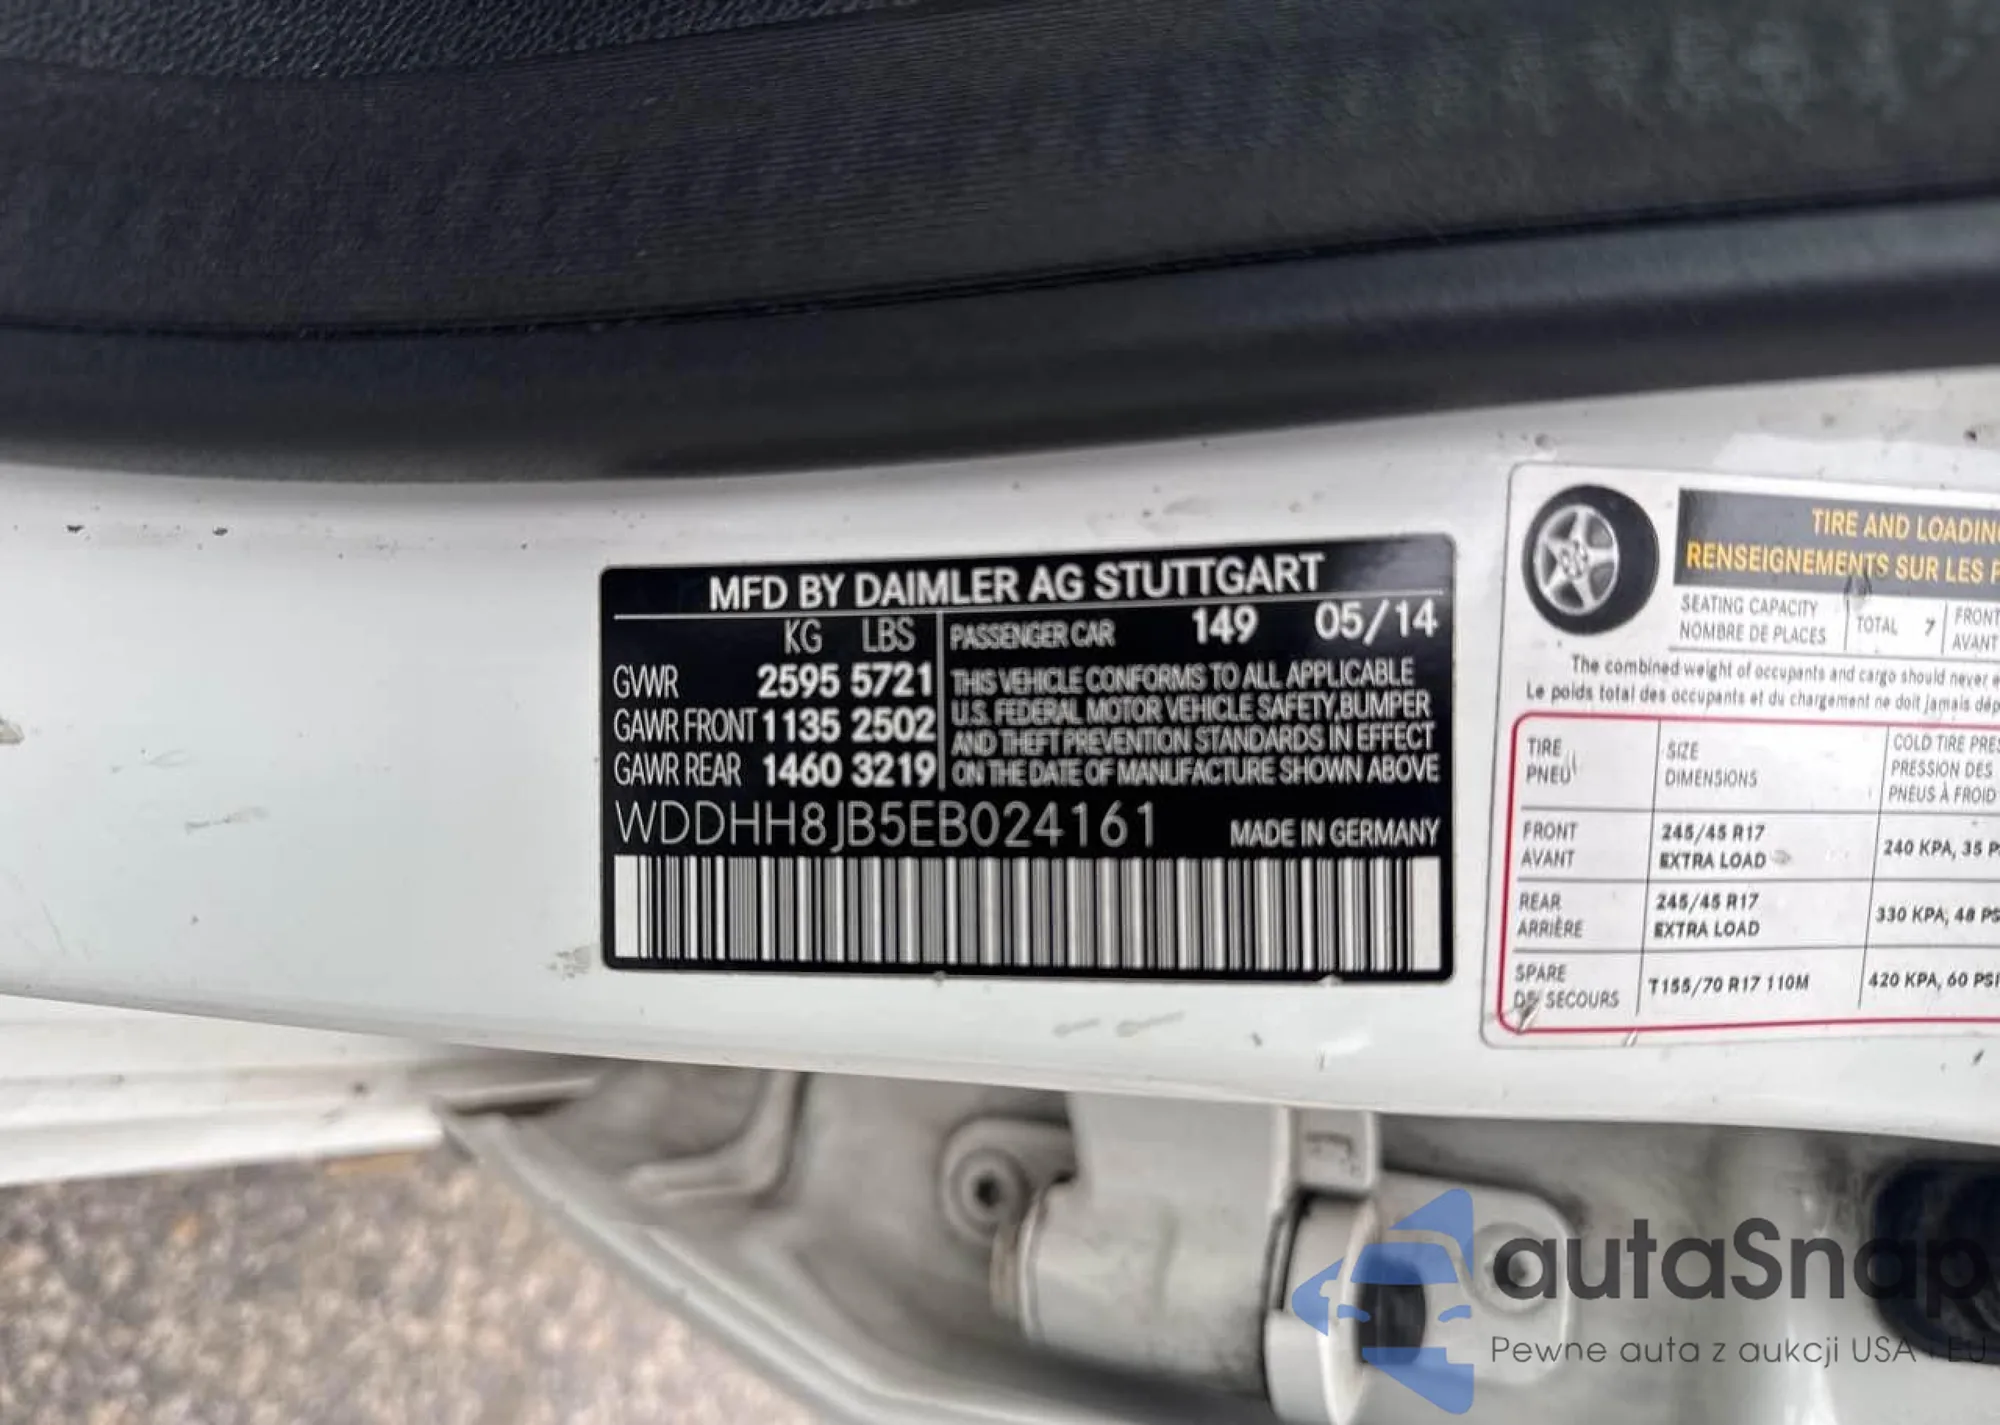 MFD BY DAIMLER AG STUTTGART
KG LBS
GVWR 2595 5721
GAWR FRONT 1135 2502
GAWR REAR 1460 3219
PASSENGER CAR 149 05/14
THIS VEHICLE CONFORMS TO ALL APPLICABLE
U.S. FEDERAL MOTOR VEHICLE SAFETY, BUMPER
AND THEFT PREVENTION STANDARDS IN EFFECT
ON THE DATE OF MANUFACTURE SHOWN ABOVE
WDDHH8JB5EB024161 MADE IN GERMANY
TIRE AND LOADING
RENSEIGNEMENTS SUR LES P
SEATING CAPACITY
NOMBRE DE PLACES
TOTAL 7
FRONT
AVANT
The combined weight of occupants and cargo should never e
Le poids total des occupants et du chargement ne doit jamais dép
TIRE
PNEU
SIZE
DIMENSIONS
COLD TIRE PRES
PRESSION DES
PNEUS À FROID
FRONT
AVANT
245/45 R17
EXTRA LOAD
240 KPA, 35 PS
REAR
ARRIÈRE
245/45 R17
EXTRA LOAD
330 KPA, 48 PS
SPARE
DE SECOURS
T155/70 R17 110M
420 KPA, 60 PSI
autaSnap
Pewne auta z aukcji USA i EU